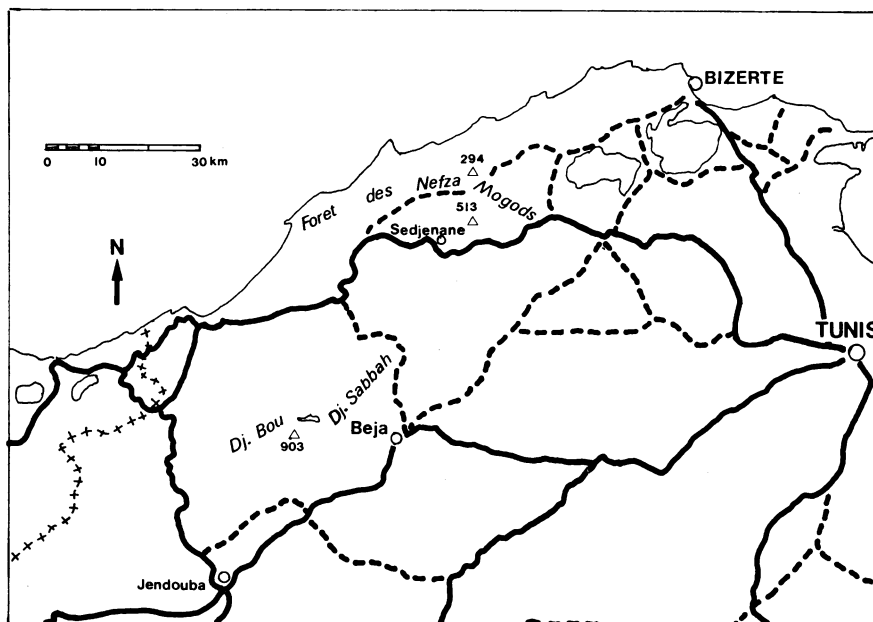 BIZERTE
294
Foret des Nefza
Mogods
513
Sedjenane
0 10 30 km
N
TUNIS
Dj. Bou
Dj. Sabbah
903
Beja
Jendouba